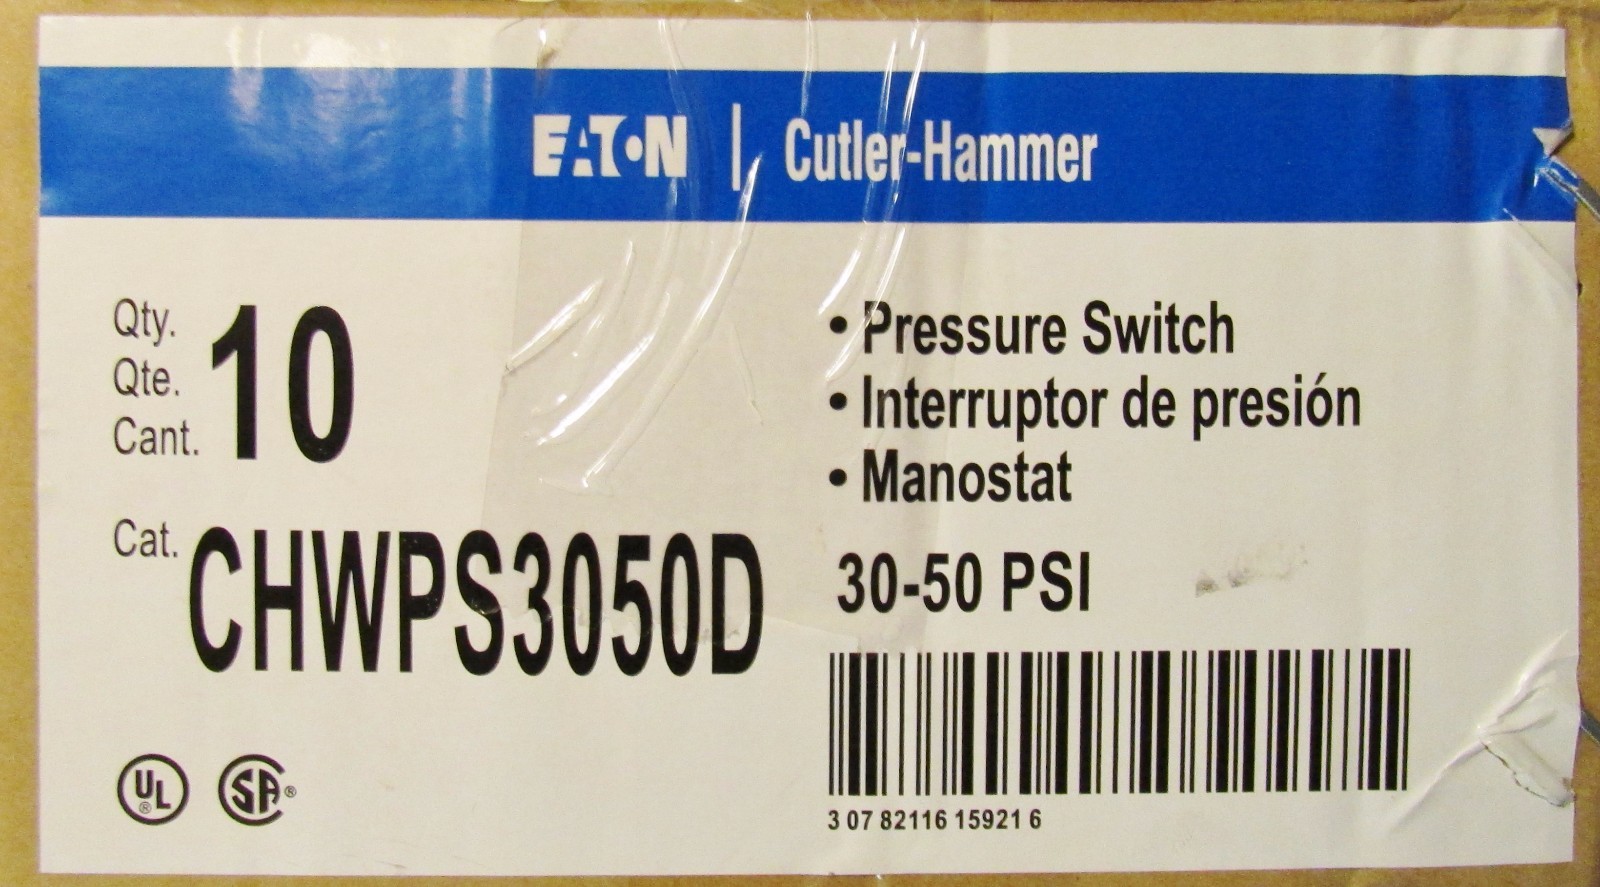 EATON | Cutler-Hammer
Qty.
Qte.
Cant.
10
Cat. CHWPS3050D
• Pressure Switch
• Interruptor de presión
• Manostat
30-50 PSI
3 07 82116 15921 6
UL ® SA ®